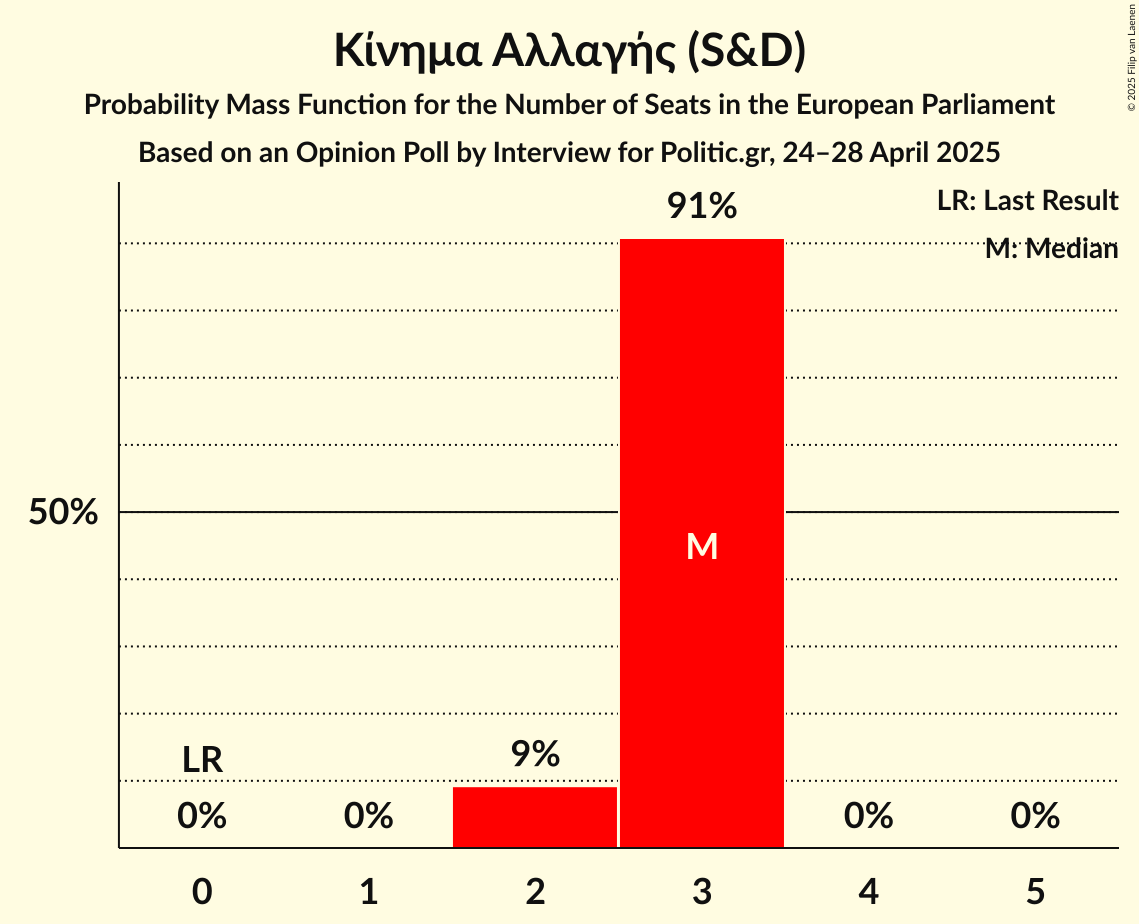 Κίνημα Αλλαγής (S&D)
Probability Mass Function for the Number of Seats in the European Parliament
Based on an Opinion Poll by Interview for Politic.gr, 24–28 April 2025
© 2025 Filip van Laenen
LR: Last Result
M: Median
91%
50%
M
LR
9%
0%
0%
0%
0%
0 1 2 3 4 5